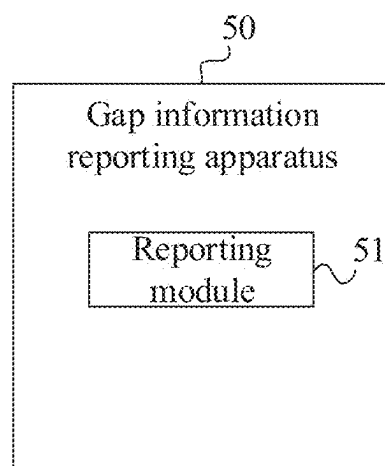 50
Gap information
reporting apparatus
Reporting
module
51